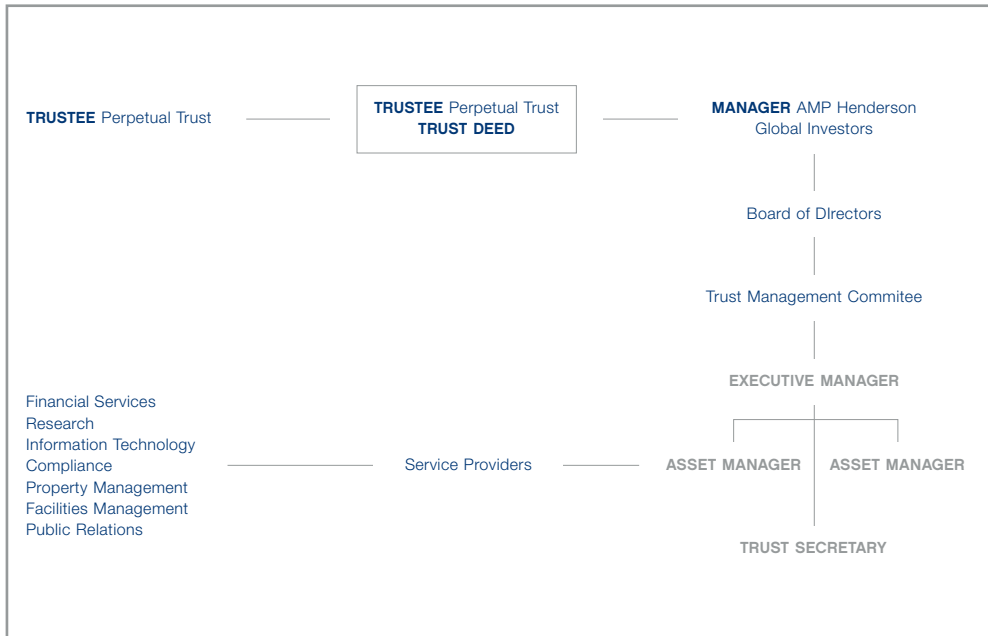 TRUSTEE Perpetual Trust
TRUSTEE Perpetual Trust
TRUST DEED
MANAGER AMP Henderson
Global Investors
Board of DIrectors
Trust Management Commitee
EXECUTIVE MANAGER
Financial Services
Research
Information Technology
Compliance
Property Management
Facilities Management
Public Relations
Service Providers
ASSET MANAGER
ASSET MANAGER
TRUST SECRETARY